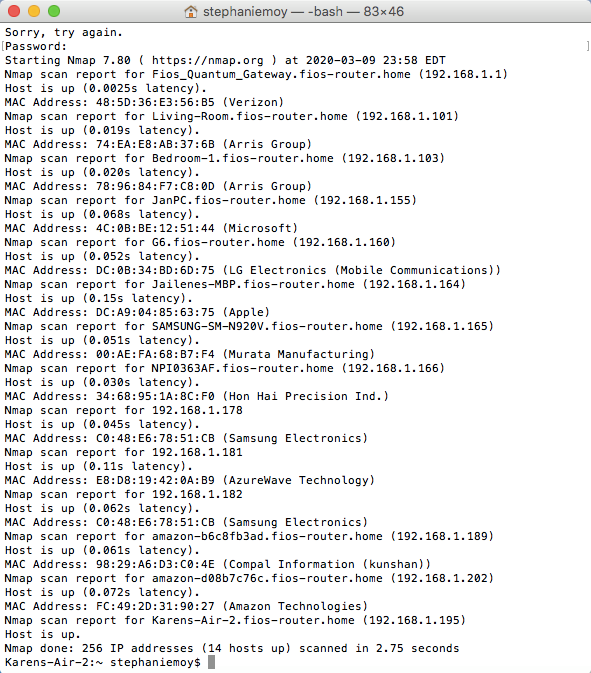 stephaniemoy — -bash — 83×46
Sorry, try again.
[Password: ]
Starting Nmap 7.80 ( https://nmap.org ) at 2020-03-09 23:58 EDT
Nmap scan report for Fios_Quantum_Gateway.fios-router.home (192.168.1.1)
Host is up (0.0025s latency).
MAC Address: 48:5D:36:E3:56:B5 (Verizon)
Nmap scan report for Living-Room.fios-router.home (192.168.1.101)
Host is up (0.019s latency).
MAC Address: 74:EA:E8:AB:37:6B (Arris Group)
Nmap scan report for Bedroom-1.fios-router.home (192.168.1.103)
Host is up (0.020s latency).
MAC Address: 78:96:84:F7:C8:0D (Arris Group)
Nmap scan report for JanPC.fios-router.home (192.168.1.155)
Host is up (0.068s latency).
MAC Address: 4C:0B:BE:12:51:44 (Microsoft)
Nmap scan report for G6.fios-router.home (192.168.1.160)
Host is up (0.052s latency).
MAC Address: DC:0B:34:BD:6D:75 (LG Electronics (Mobile Communications))
Nmap scan report for Jailenes-MBP.fios-router.home (192.168.1.164)
Host is up (0.15s latency).
MAC Address: DC:A9:04:85:63:75 (Apple)
Nmap scan report for SAMSUNG-SM-N920V.fios-router.home (192.168.1.165)
Host is up (0.051s latency).
MAC Address: 00:AE:FA:68:B7:F4 (Murata Manufacturing)
Nmap scan report for NPI0363AF.fios-router.home (192.168.1.166)
Host is up (0.030s latency).
MAC Address: 34:68:95:1A:8C:F0 (Hon Hai Precision Ind.)
Nmap scan report for 192.168.1.178
Host is up (0.045s latency).
MAC Address: C0:48:E6:78:51:CB (Samsung Electronics)
Nmap scan report for 192.168.1.181
Host is up (0.11s latency).
MAC Address: E8:D8:19:42:0A:B9 (AzureWave Technology)
Nmap scan report for 192.168.1.182
Host is up (0.062s latency).
MAC Address: C0:48:E6:78:51:CB (Samsung Electronics)
Nmap scan report for amazon-b6c8fb3ad.fios-router.home (192.168.1.189)
Host is up (0.061s latency).
MAC Address: 98:29:A6:D3:C0:4E (Compal Information (kunshan))
Nmap scan report for amazon-d08b7c76c.fios-router.home (192.168.1.202)
Host is up (0.072s latency).
MAC Address: FC:49:2D:31:90:27 (Amazon Technologies)
Nmap scan report for Karens-Air-2.fios-router.home (192.168.1.195)
Host is up.
Nmap done: 256 IP addresses (14 hosts up) scanned in 2.75 seconds
Karens-Air-2:~ stephaniemoy$